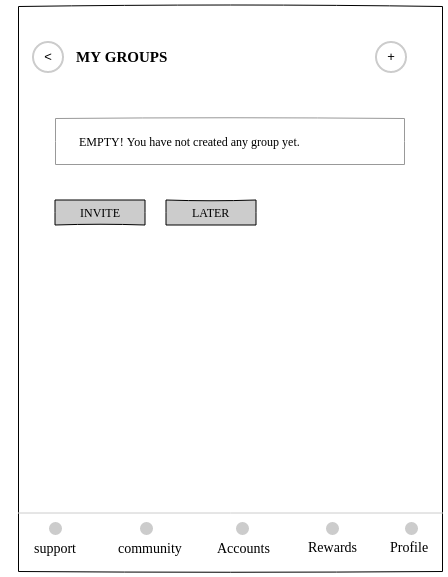 < MY GROUPS +
EMPTY! You have not created any group yet.
INVITE LATER
support community Accounts Rewards Profile